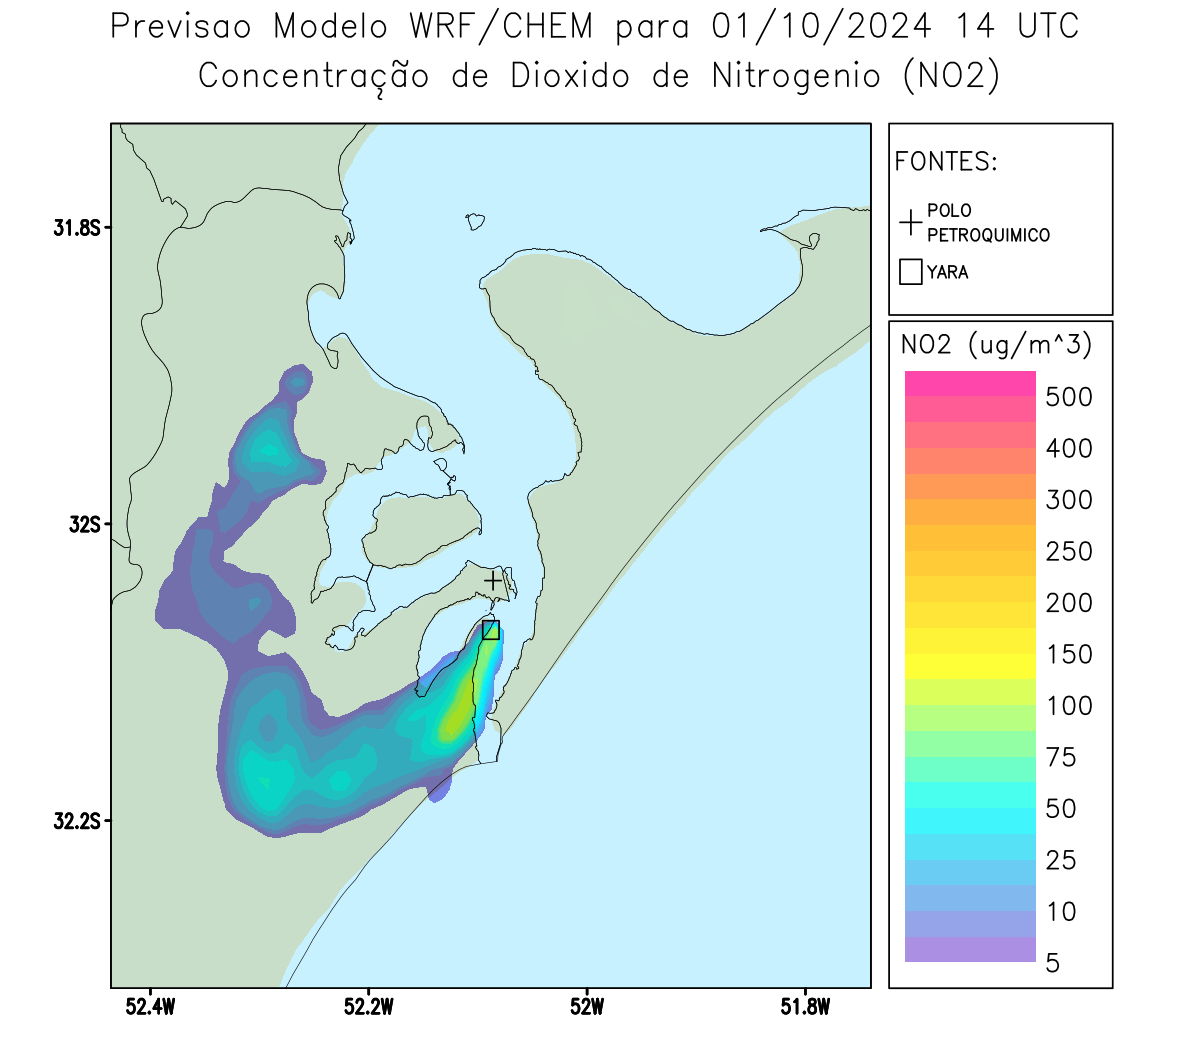 Previsao Modelo WRF/CHEM para 01/10/2024 14 UTC
Concentração de Dioxido de Nitrogenio (NO2)
FONTES:
POLO
PETROQUIMICO
YARA
NO2 (ug/m^3)
500
400
300
250
200
150
100
75
50
25
10
5
31.8S
32S
32.2S
52.4W
52.2W
52W
51.8W